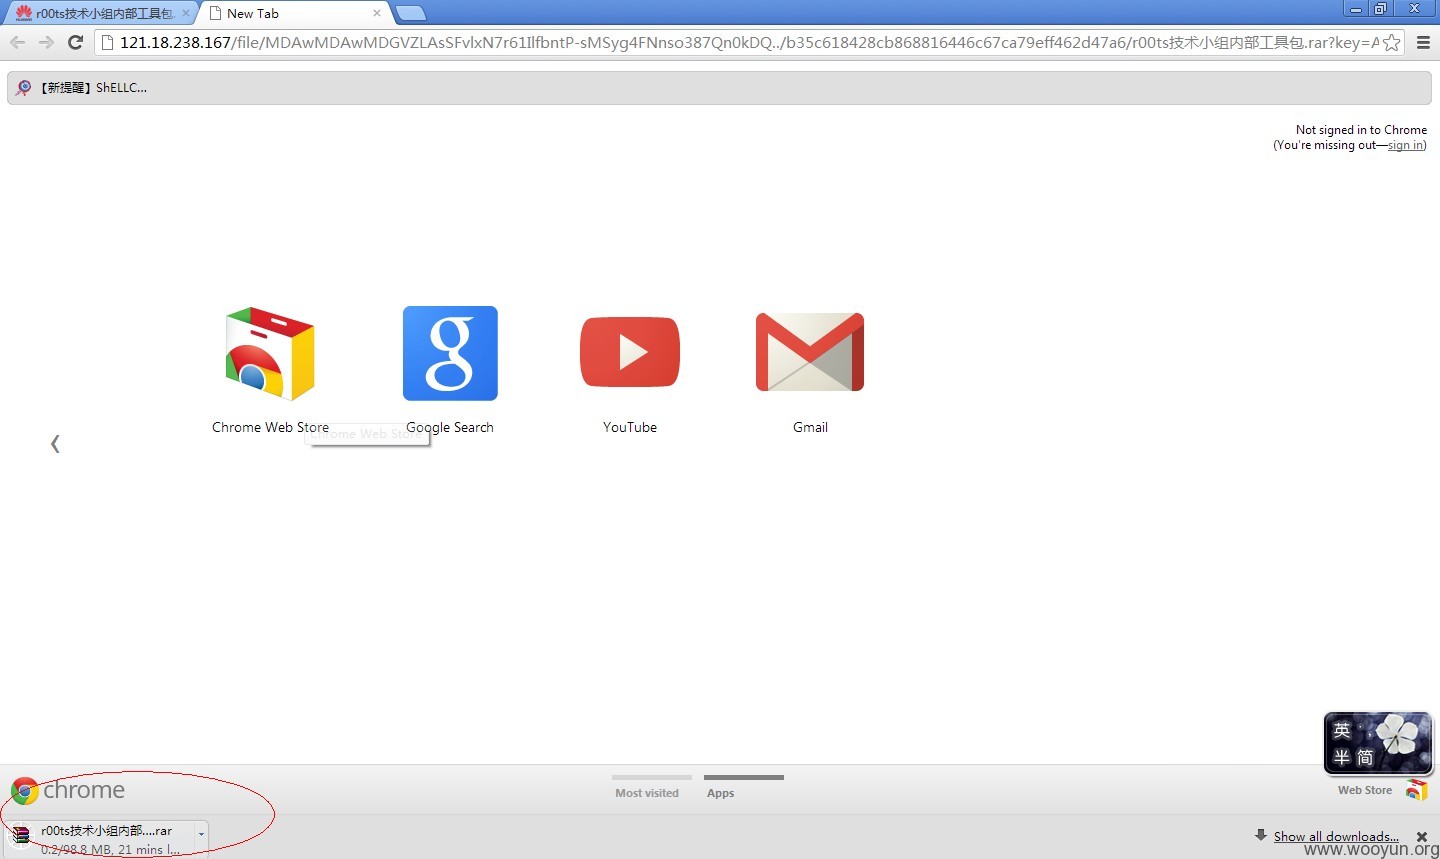 r00ts技术小组内部工具包.
New Tab
121.18.238.167/file/MDAwMDAwMDGVZLAsSFvlxN7r61IlfbntP-sMSyg4FNnso387Qn0kDQ../b35c618428cb868816446c67ca79eff462d47a6/r00ts技术小组内部工具包.rar?key=A
【新提醒】ShELLC...
Not signed in to Chrome
(You're missing out—sign in)
Chrome Web Store
Google Search
YouTube
Gmail
Chrome Web Store
英
半 简
chrome
Most visited
Apps
Web Store
r00ts技术小组内部....rar
0.2/98.8 MB, 21 mins l...
Show all downloads...
www.wooyun.org